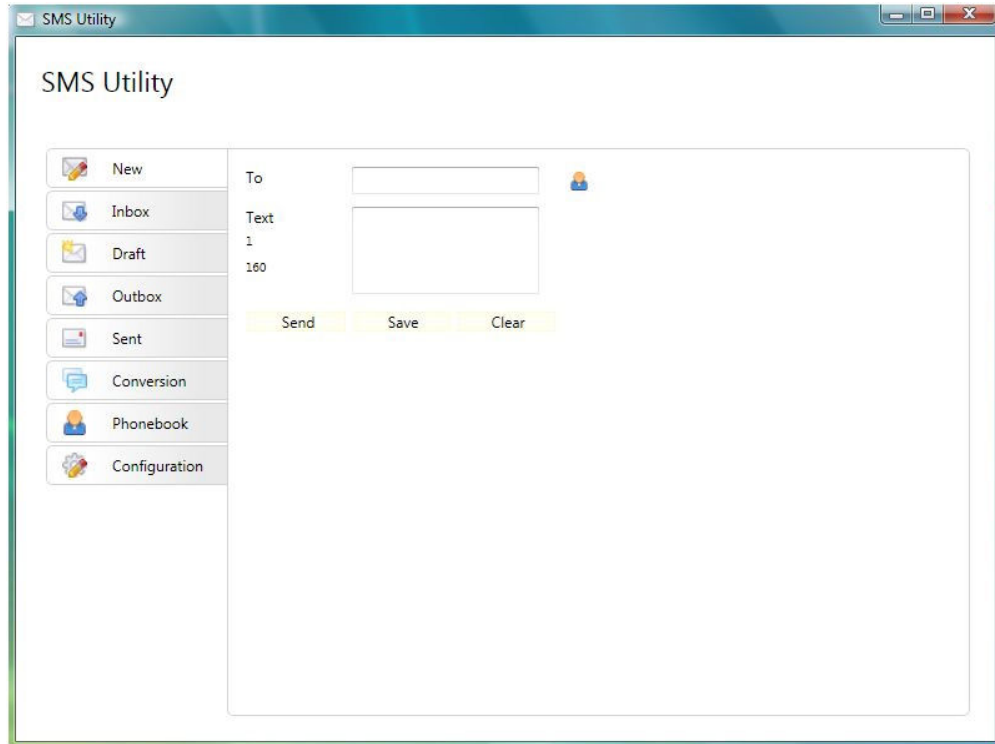 SMS Utility
SMS Utility
New
Inbox
Draft
Outbox
Sent
Conversion
Phonebook
Configuration
To
Text
1
160
Send Save Clear